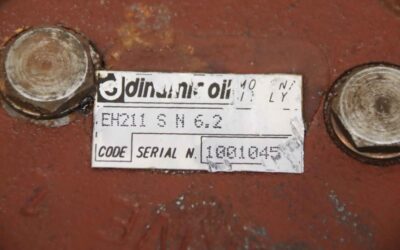 dinamic oil
EH211 S N 6.2
CODE SERIAL N. 1001045